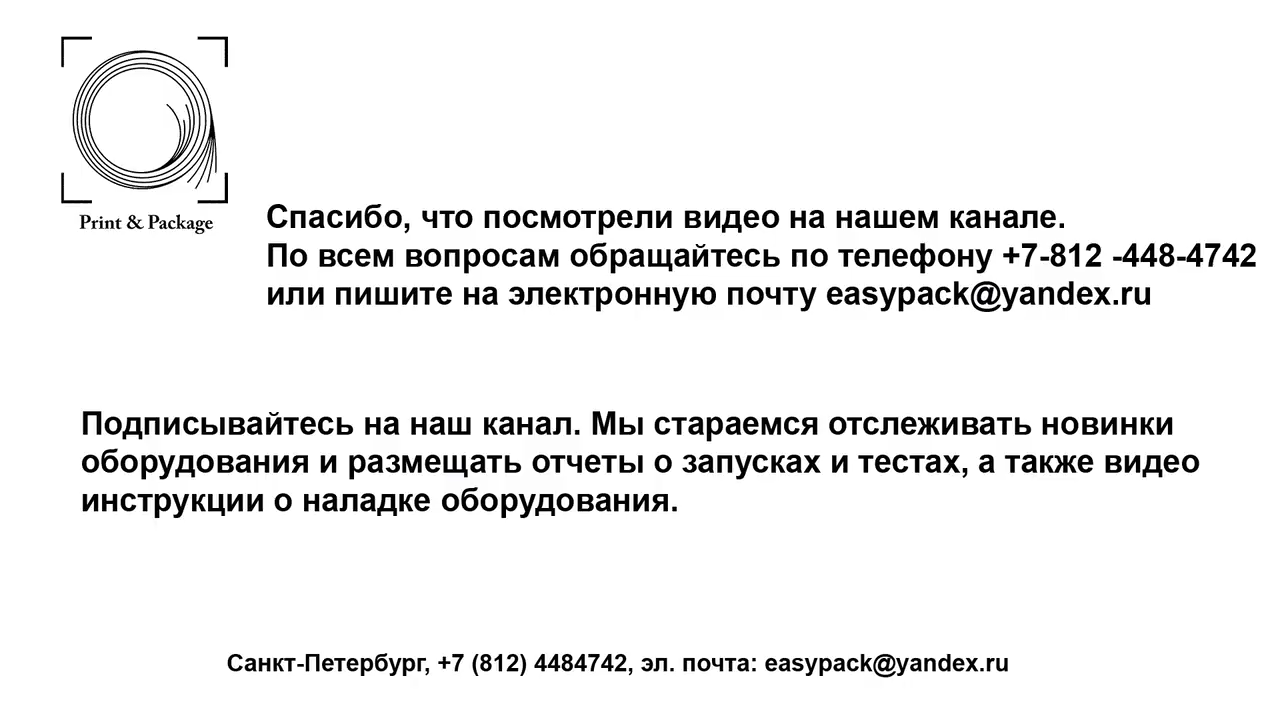 Print & Package
Спасибо, что посмотрели видео на нашем канале.
По всем вопросам обращайтесь по телефону +7-812 -448-4742
или пишите на электронную почту easypack@yandex.ru
Подписывайтесь на наш канал. Мы стараемся отслеживать новинки
оборудования и размещать отчеты о запусках и тестах, а также видео
инструкции о наладке оборудования.
Санкт-Петербург, +7 (812) 4484742, эл. почта: easypack@yandex.ru